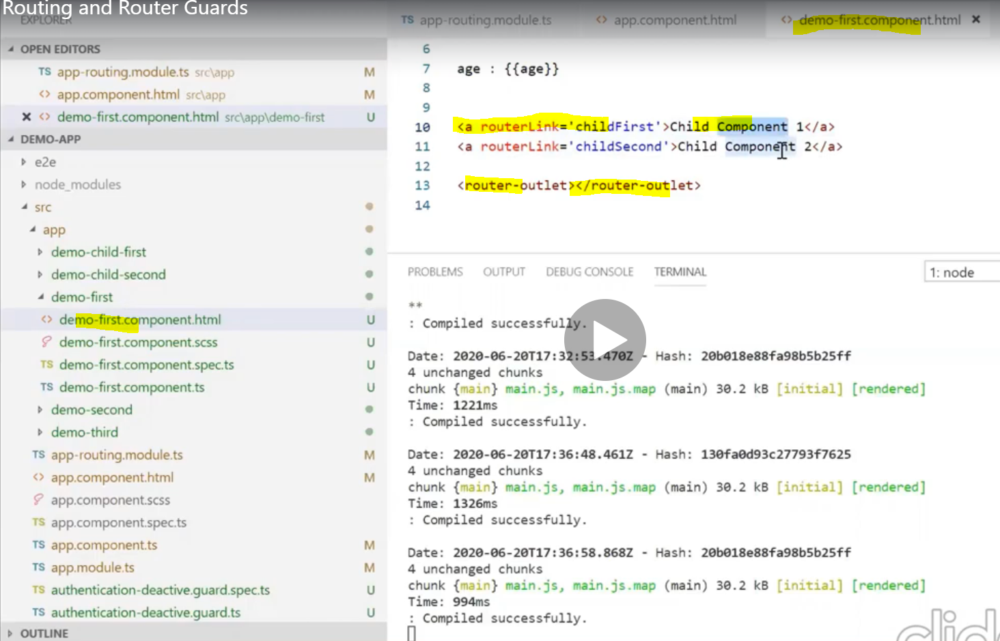 Routing and Router Guards
EXPLORER
OPEN EDITORS
TS app-routing.module.ts src\app M
<> app.component.html src\app M
<> demo-first.component.html src\app\demo-first U
DEMO-APP
e2e
node_modules
src
app
demo-child-first
demo-child-second
demo-first
<> demo-first.component.html U
demo-first.component.scss U
TS demo-first.component.spec.ts U
TS demo-first.component.ts U
demo-second
demo-third
TS app-routing.module.ts M
<> app.component.html M
app.component.scss
TS app.component.spec.ts
TS app.component.ts M
TS app.module.ts M
TS authentication-deactive.guard.spec.ts U
TS authentication-deactive.guard.ts U
OUTLINE
TS app-routing.module.ts <> app.component.html <> demo-first.component.html
6
7 age : {{age}}
8
9
10 <a routerLink='childFirst'>Child Component 1</a>
11 <a routerLink='childSecond'>Child Component 2</a>
12
13 <router-outlet></router-outlet>
14
PROBLEMS OUTPUT DEBUG CONSOLE TERMINAL 1: node
**
: Compiled successfully.
Date: 2020-06-20T17:32:53.470Z - Hash: 20b018e88fa98b5b25ff
4 unchanged chunks
chunk {main} main.js, main.js.map (main) 30.2 kB [initial] [rendered]
Time: 1221ms
: Compiled successfully.
Date: 2020-06-20T17:36:48.461Z - Hash: 130fa0d93c27793f7625
4 unchanged chunks
chunk {main} main.js, main.js.map (main) 30.2 kB [initial] [rendered]
Time: 1326ms
: Compiled successfully.
Date: 2020-06-20T17:36:58.868Z - Hash: 20b018e88fa98b5b25ff
4 unchanged chunks
chunk {main} main.js, main.js.map (main) 30.2 kB [initial] [rendered]
Time: 994ms
: Compiled successfully.